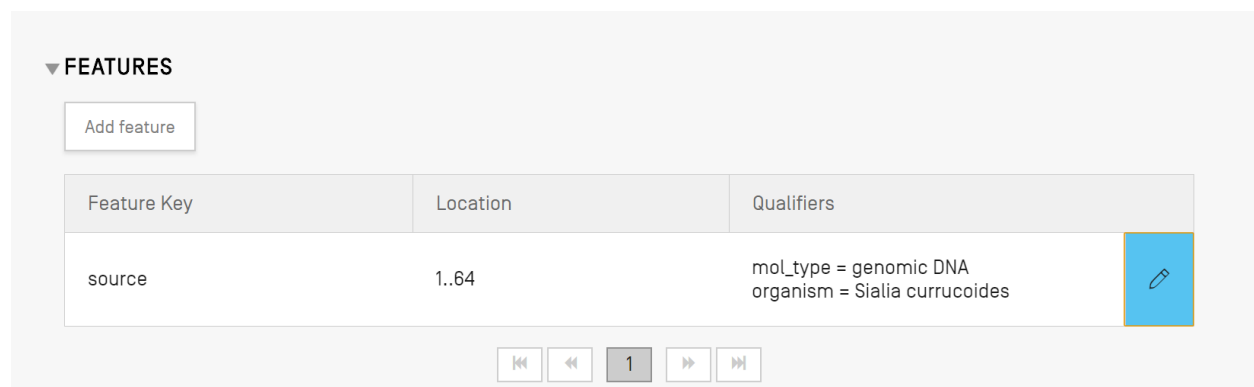 FEATURES
Add feature
Feature Key Location Qualifiers
source 1..64 mol_type = genomic DNA
organism = Sialia currucoides
1